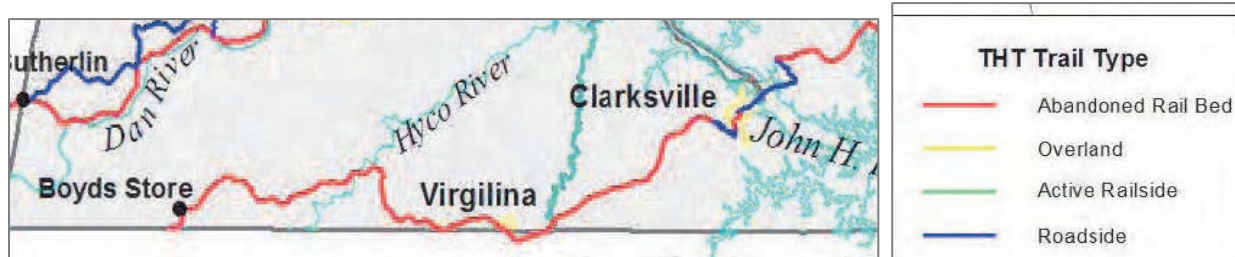 Sutherlin
Dan River
Hyco River
Clarksville
John H.
Boyds Store
Virgilina
THT Trail Type
Abandoned Rail Bed
Overland
Active Railside
Roadside